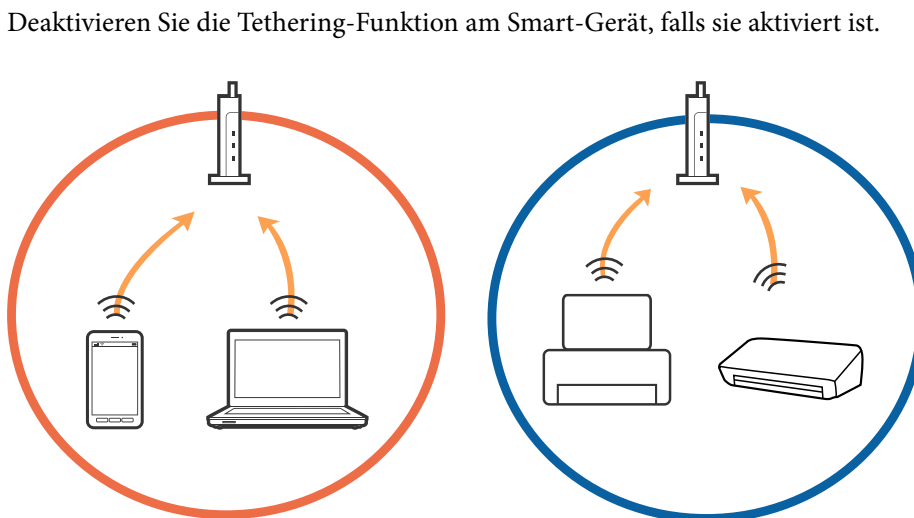 Deaktivieren Sie die Tethering-Funktion am Smart-Gerät, falls sie aktiviert ist.